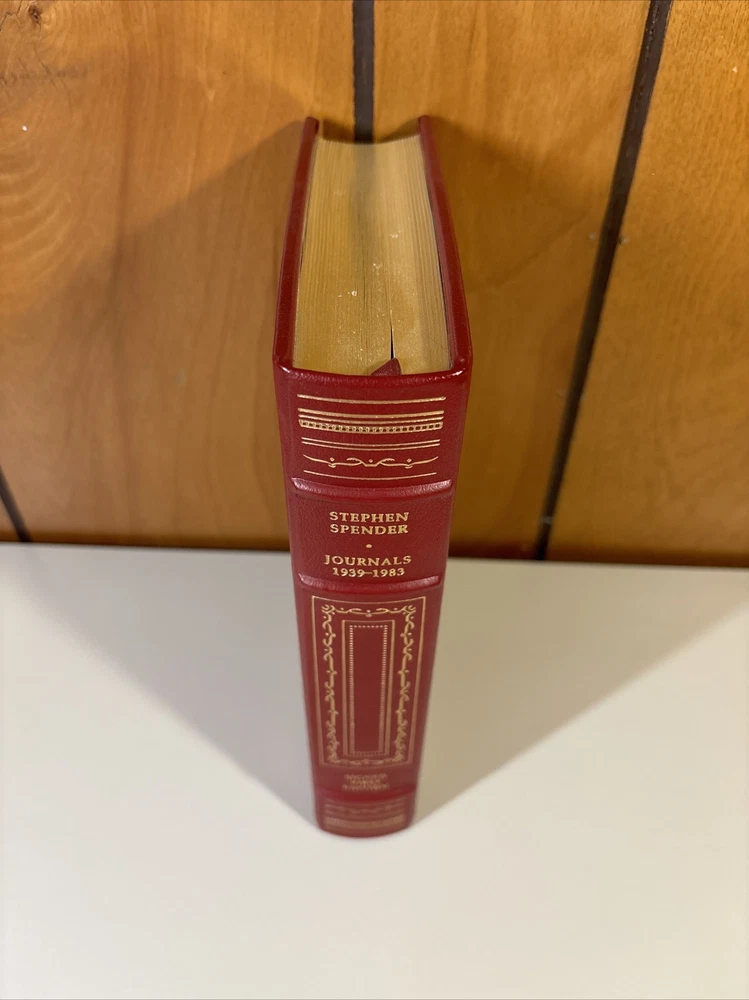 STEPHEN
SPENDER
JOURNALS
1939-1983